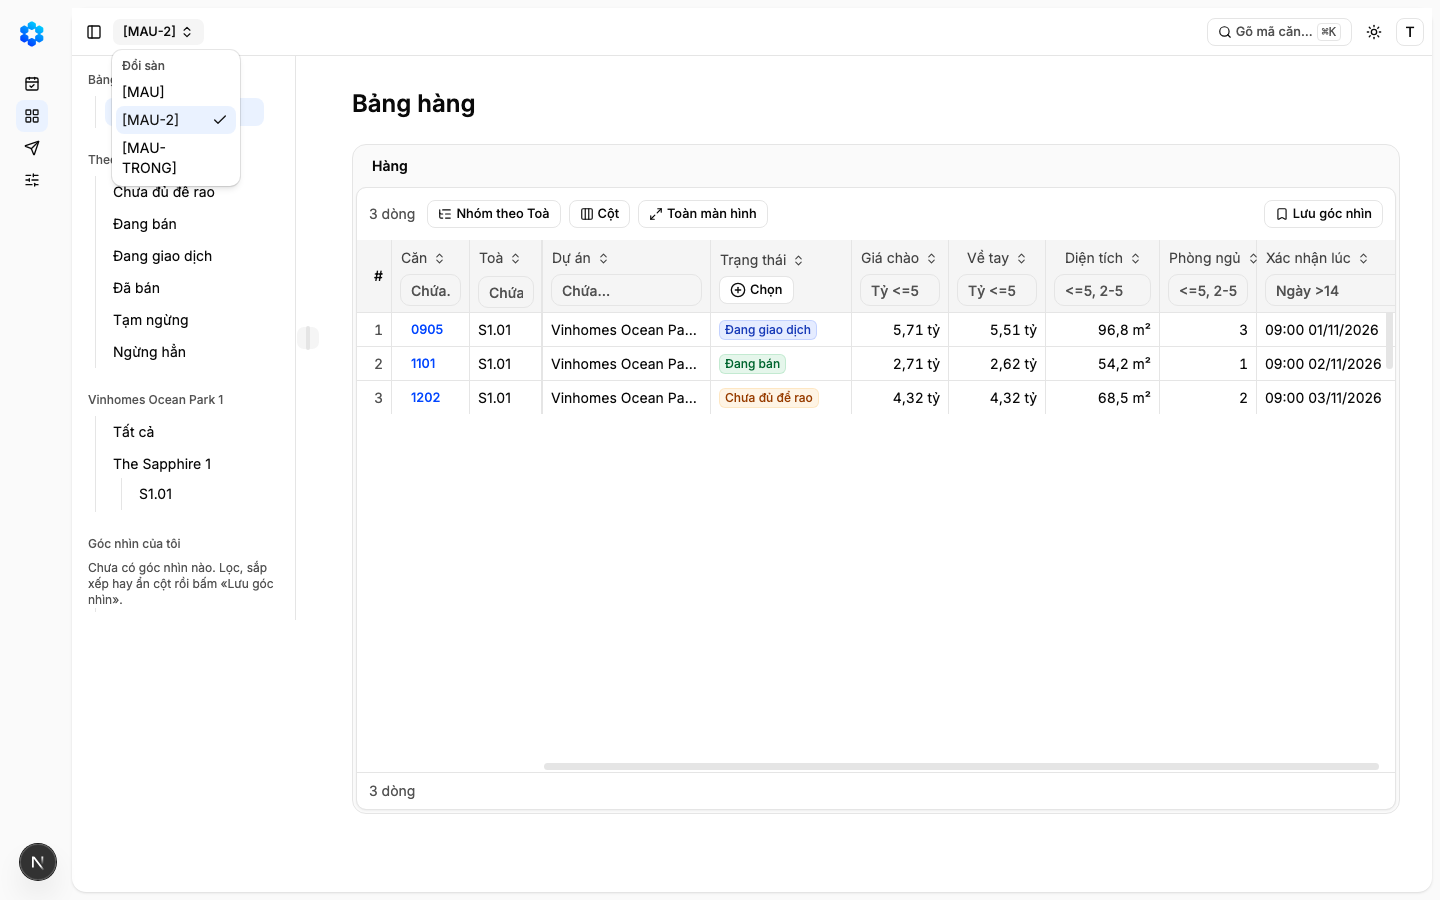 [MAU-2]
Gõ mã căn... ⌘K
T
Đổi sàn
[MAU]
[MAU-2]
[MAU-
TRONG]
Chưa đủ để rao
Đang bán
Đang giao dịch
Đã bán
Tạm ngừng
Ngừng hẳn
Vinhomes Ocean Park 1
Tất cả
The Sapphire 1
S1.01
Góc nhìn của tôi
Chưa có góc nhìn nào. Lọc, sắp
xếp hay ẩn cột rồi bấm «Lưu góc
nhìn».
Bảng hàng
Hàng
3 dòng Nhóm theo Toà Cột Toàn màn hình Lưu góc nhìn
# Căn Toà Dự án Trạng thái Giá chào Về tay Diện tích Phòng ngủ Xác nhận lúc
Chứa. Chứa Chứa... Chọn Tỷ <=5 Tỷ <=5 <=5, 2-5 <=5, 2-5 Ngày >14
1 0905 S1.01 Vinhomes Ocean Pa... Đang giao dịch 5,71 tỷ 5,51 tỷ 96,8 m² 3 09:00 01/11/2026
2 1101 S1.01 Vinhomes Ocean Pa... Đang bán 2,71 tỷ 2,62 tỷ 54,2 m² 1 09:00 02/11/2026
3 1202 S1.01 Vinhomes Ocean Pa... Chưa đủ để rao 4,32 tỷ 4,32 tỷ 68,5 m² 2 09:00 03/11/2026
3 dòng